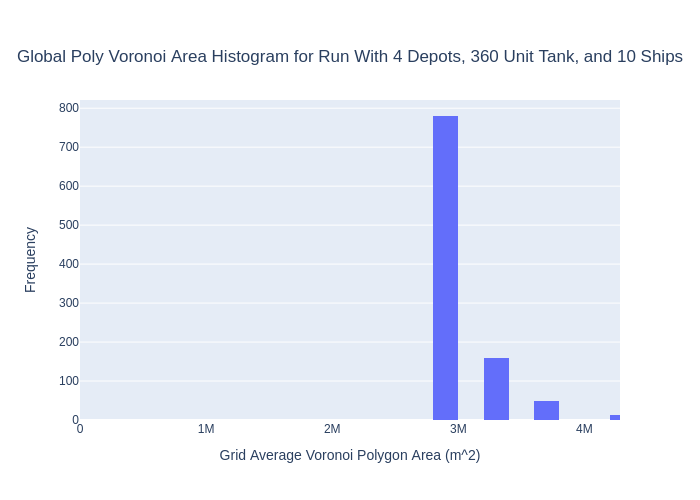 Global Poly Voronoi Area Histogram for Run With 4 Depots, 360 Unit Tank, and 10 Ships
800
700
600
500
400
300
200
100
0
Frequency
0 1M 2M 3M 4M
Grid Average Voronoi Polygon Area (m^2)